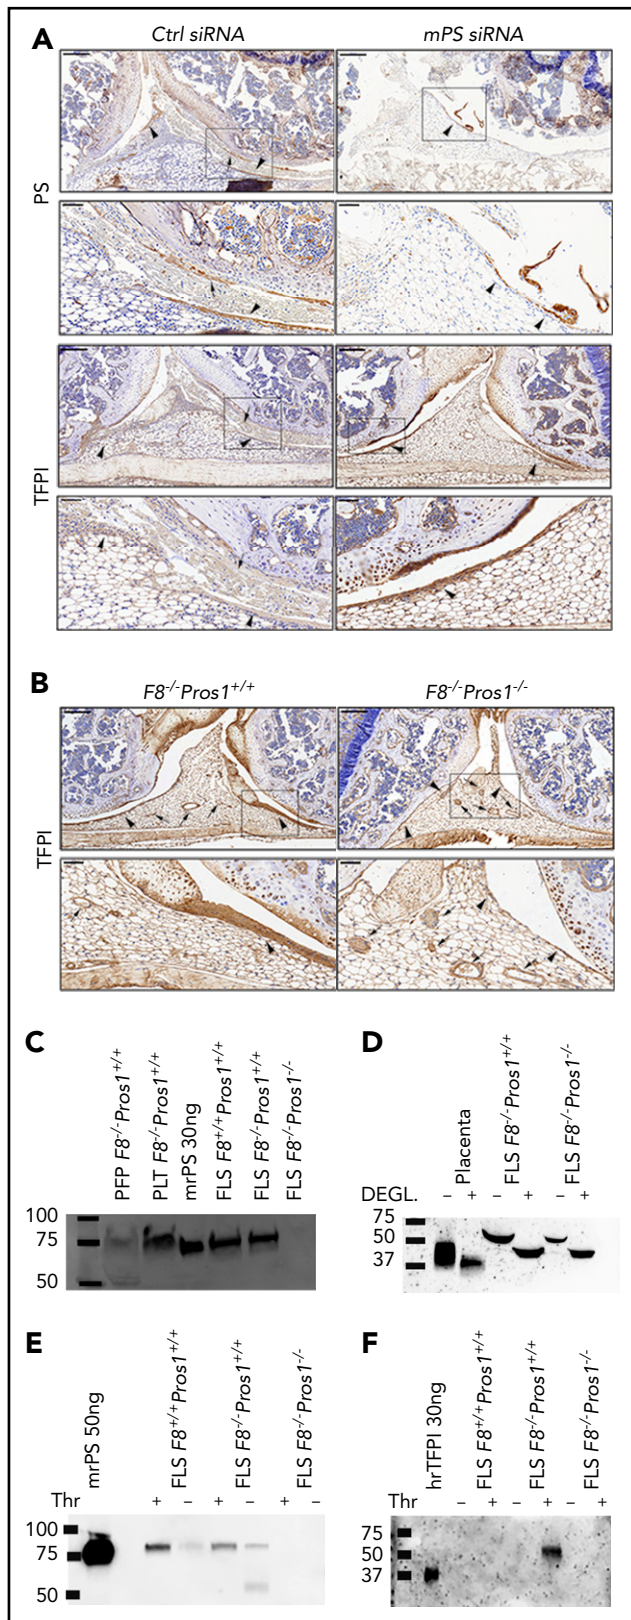 A
Ctrl siRNA
mPS siRNA
PS
TFPI
B
F8-/-Pros1+/+
F8-/-Pros1-/-
TFPI
C
PFP F8-/-Pros1+/+
PLT F8-/-Pros1+/+
mrPS 30ng
FLS F8+/+Pros1+/+
FLS F8-/-Pros1+/+
FLS F8-/-Pros1-/-
100
75
50
D
Placenta
FLS F8-/-Pros1+/+
FLS F8-/-Pros1-/-
DEGL. - + - + - +
75
50
37
E
mrPS 50ng
FLS F8+/+Pros1+/+
FLS F8-/-Pros1+/+
FLS F8-/-Pros1-/-
Thr + - + - + -
100
75
50
F
hrTFPI 30ng
FLS F8+/+Pros1+/+
FLS F8-/-Pros1+/+
FLS F8-/-Pros1-/-
Thr - + - + - +
75
50
37